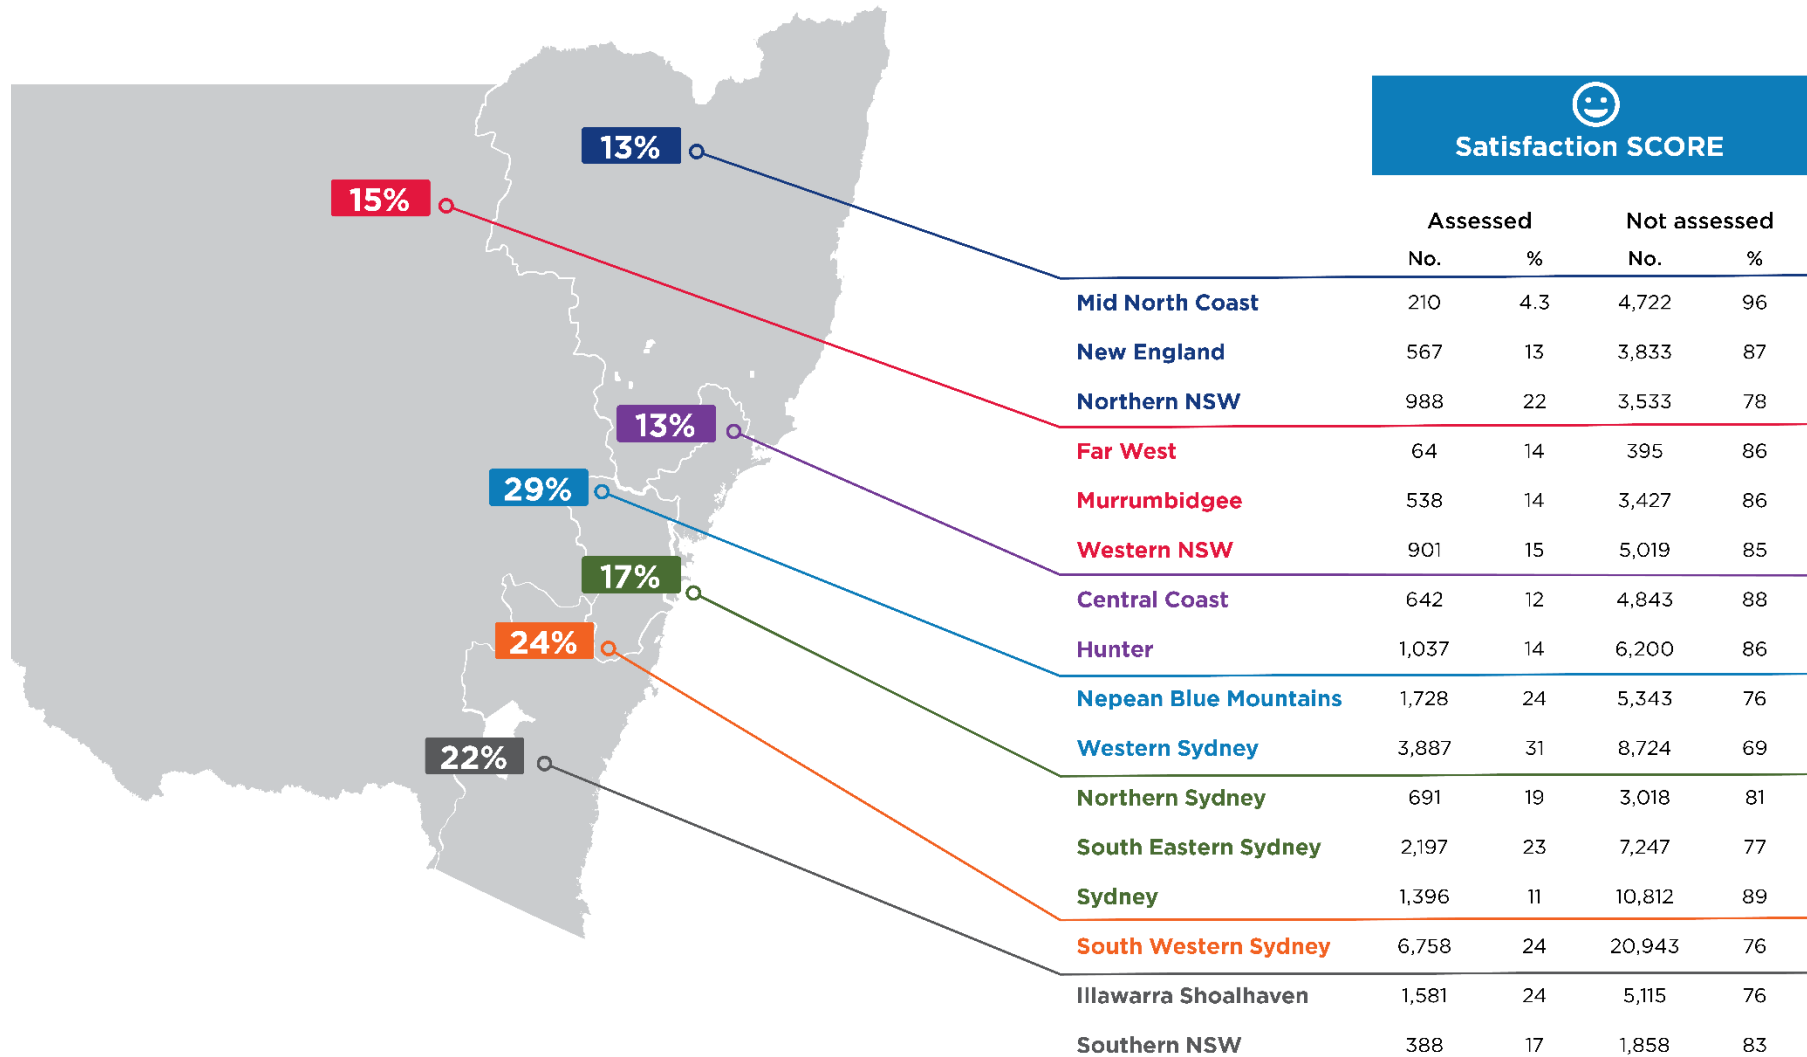 Satisfaction SCORE
Assessed Not assessed
No. % No. %
13%
15%
13%
29%
17%
24%
22%
Mid North Coast 210 4.3 4,722 96
New England 567 13 3,833 87
Northern NSW 988 22 3,533 78
Far West 64 14 395 86
Murrumbidgee 538 14 3,427 86
Western NSW 901 15 5,019 85
Central Coast 642 12 4,843 88
Hunter 1,037 14 6,200 86
Nepean Blue Mountains 1,728 24 5,343 76
Western Sydney 3,887 31 8,724 69
Northern Sydney 691 19 3,018 81
South Eastern Sydney 2,197 23 7,247 77
Sydney 1,396 11 10,812 89
South Western Sydney 6,758 24 20,943 76
Illawarra Shoalhaven 1,581 24 5,115 76
Southern NSW 388 17 1,858 83